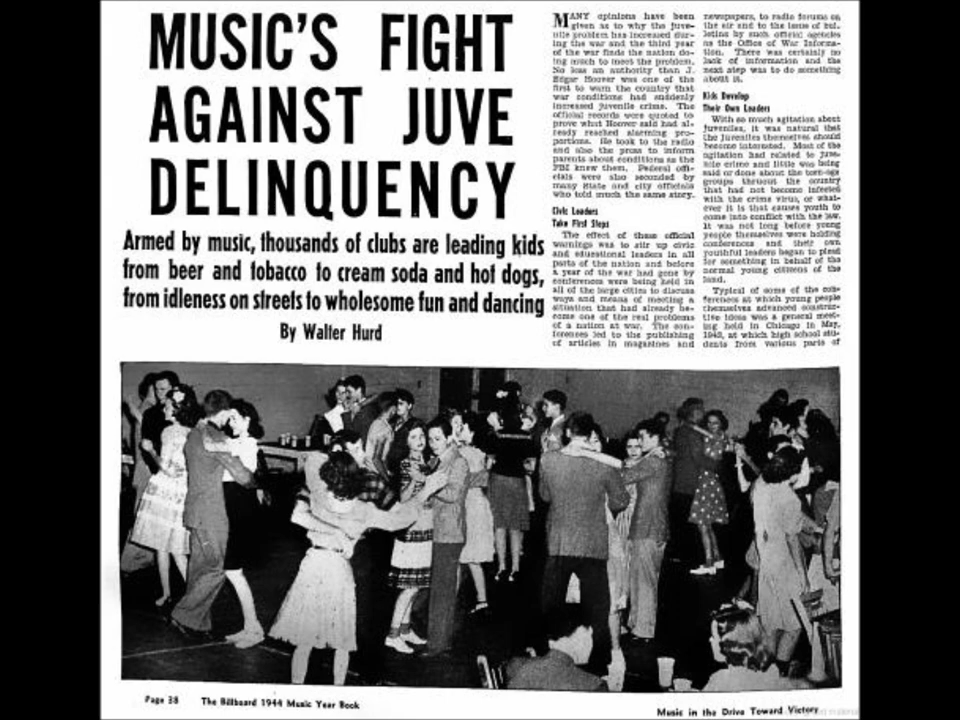 MUSIC'S FIGHT
AGAINST JUVE
DELINQUENCY
Armed by music, thousands of clubs are leading kids
from beer and tobacco to cream soda and hot dogs,
from idleness on streets to wholesome fun and dancing
By Walter Hurd
MANY opinions have been
given as to why the juve-
nile problem has increased dur-
ing the war and the third year
of the war finds the nation do-
ing much to meet the problem.
No less an authority than J.
Edgar Hoover was one of the
first to warn the country that
war conditions had suddenly
increased juvenile crime. The
official records were quoted to
prove what Hoover said had al-
ready reached alarming pro-
portions. He took to the radio
and also the press to inform
parents about conditions as the
FBI knew them. Federal offi-
cials were also seconded by
many State and city officials
who told much the same story.
Civic Leaders
Take First Steps
The effect of these official
warnings was to stir up civic
and educational leaders in all
parts of the nation and before
a year of the war had gone by
conferences were being held in
all of the large cities to discuss
ways and means of meeting a
situation that had already be-
come one of the real problems
of a nation at war. The con-
ferences led to the publishing
of articles in magazines and
newspapers, to radio forums on
the air and to the issue of bul-
letins by such official agencies
as the Office of War Informa-
tion. There was certainly no
lack of information and the
next step was to do something
about it.
Kids Develop
Their Own Leaders
With so much agitation about
juveniles, it was natural that
the juveniles themselves should
become interested. Most of the
agitation had related to juve-
nile crime and little was being
said or done about the teen-age
groups thruout the country
that had not become infected
with the crime virus, or what-
ever it is that causes youth to
come into conflict with the law.
It was not long before young
people themselves were holding
conferences and their own
youthful leaders began to plead
for something in behalf of the
normal young citizens of the
land.
Typical of some of the con-
ferences at which young people
themselves advanced construc-
tive ideas was a general meet-
ing held in Chicago in May,
1943, at which high school stu-
dents from various parts of
Page 38 The Billboard 1944 Music Year Book
Music in the Drive Toward Victory